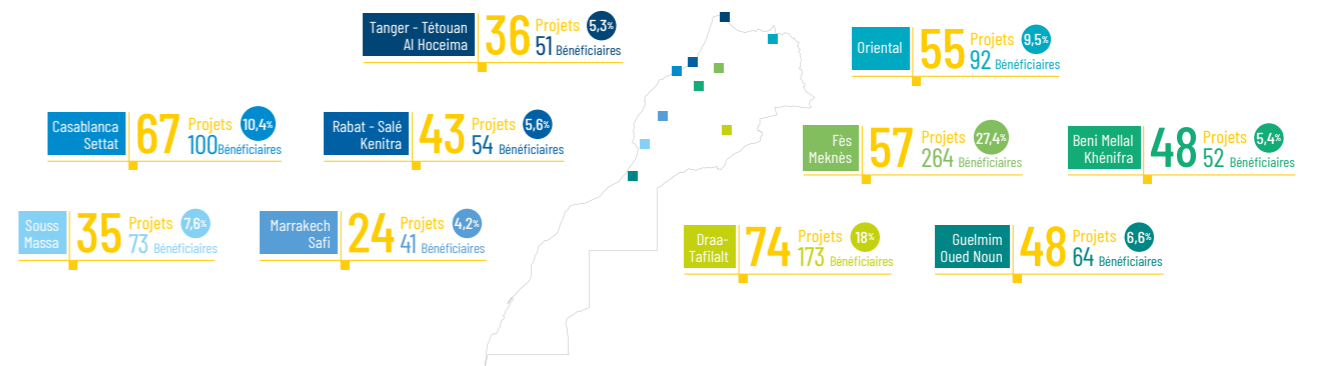 Tanger - Tétouan
Al Hoceima
36
Projets
5,3%
51 Bénéficiaires
Oriental
55
Projets
9,5%
92 Bénéficiaires
Casablanca
Settat
67
Projets
10,4%
100 Bénéficiaires
Rabat - Salé
Kenitra
43
Projets
5,6%
54 Bénéficiaires
Fès
Meknès
57
Projets
27,4%
264 Bénéficiaires
Beni Mellal
Khénifra
48
Projets
5,4%
52 Bénéficiaires
Souss
Massa
35
Projets
7,6%
73 Bénéficiaires
Marrakech
Safi
24
Projets
4,2%
41 Bénéficiaires
Draa-
Tafilalt
74
Projets
18%
173 Bénéficiaires
Guelmim
Oued Noun
48
Projets
6,6%
64 Bénéficiaires